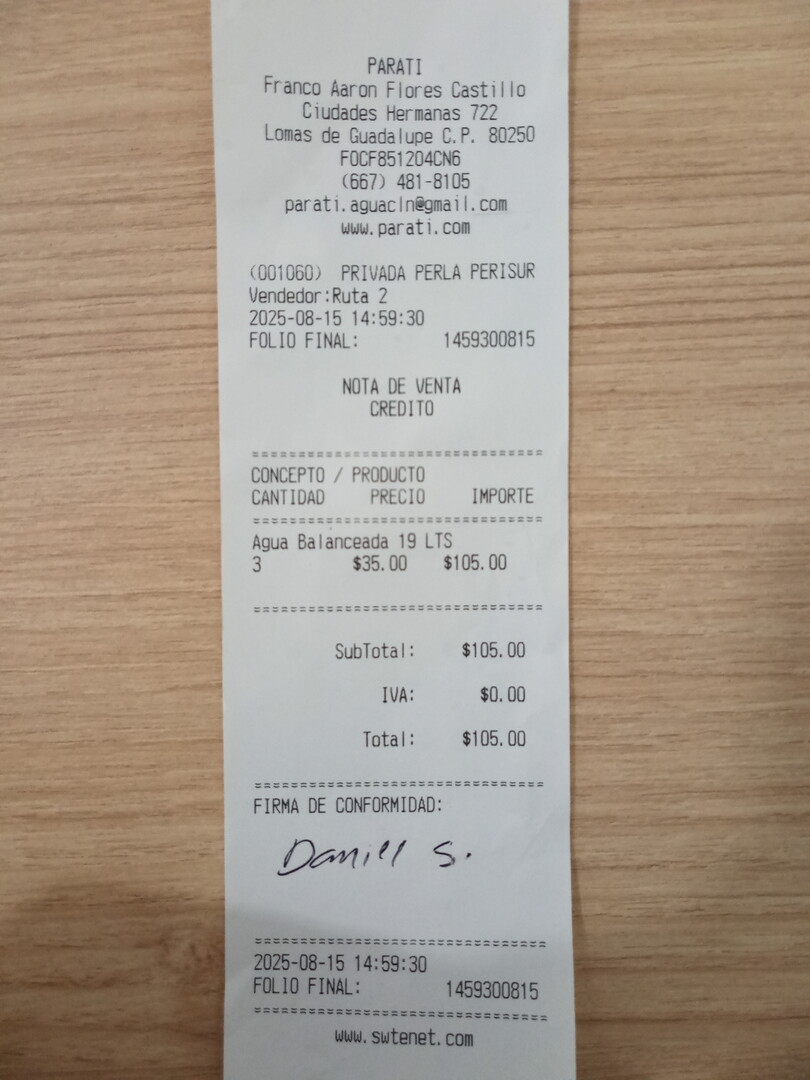 PARATI
Franco Aaron Flores Castillo
Ciudades Hermanas 722
Lomas de Guadalupe C.P. 80250
FOCF851204CN6
(667) 481-8105
parati.aguacln@gmail.com
www.parati.com
(001060) PRIVADA PERLA PERISUR
Vendedor:Ruta 2
2025-08-15 14:59:30
FOLIO FINAL: 1459300815
NOTA DE VENTA
CREDITO
==================================
CONCEPTO / PRODUCTO
CANTIDAD PRECIO IMPORTE
==================================
Agua Balanceada 19 LTS
3 $35.00 $105.00
==================================
SubTotal: $105.00
IVA: $0.00
Total: $105.00
==================================
FIRMA DE CONFORMIDAD:
Daniel S.
==================================
2025-08-15 14:59:30
FOLIO FINAL: 1459300815
==================================
www.swtenet.com